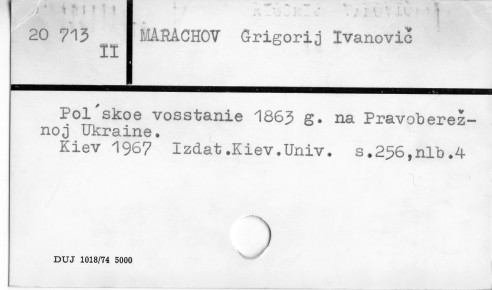 20 713
II
MARACHOV Grigorij Ivanovič
Pol´skoe vosstanie 1863 g. na Pravoberež-
noj Ukraine.
Kiev 1967 Izdat.Kiev.Univ. s.256,nlb.4
DUJ 1018/74 5000